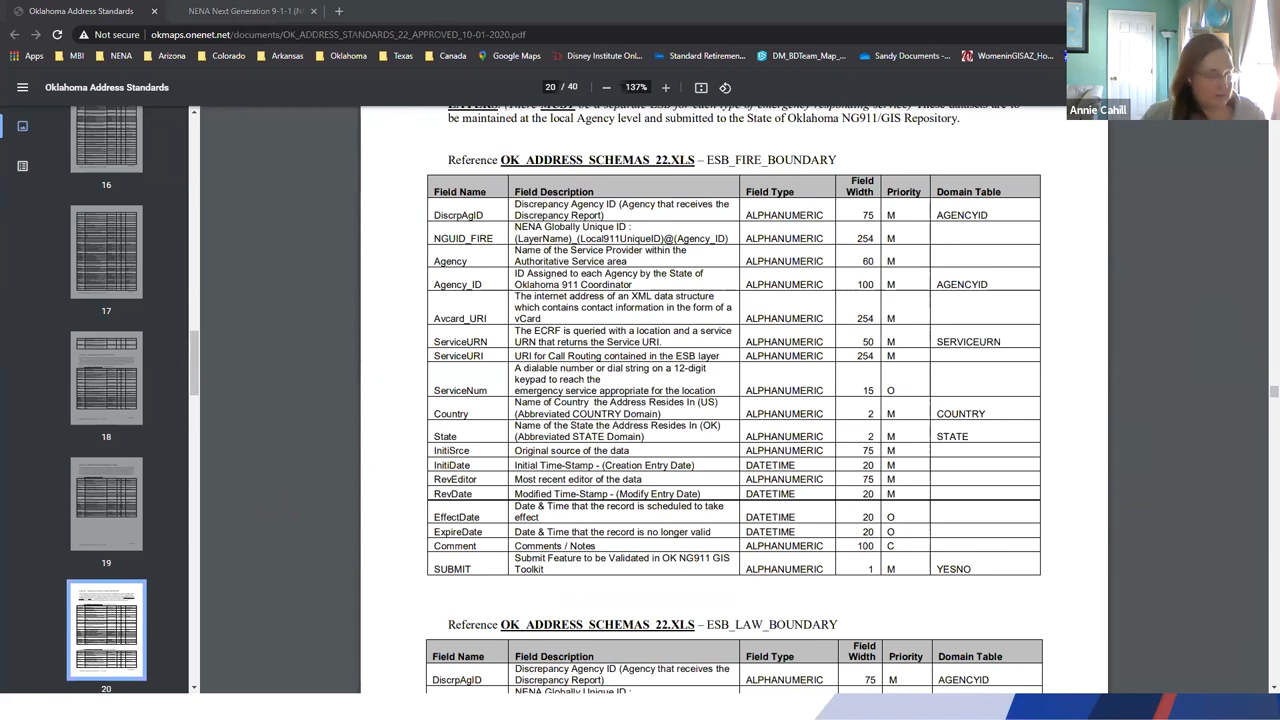 Oklahoma Address Standards
NENA Next Generation 9-1-1 (N
Not secure
okmaps.onenet.net/documents/OK_ADDRESS_STANDARDS_22_APPROVED_10-01-2020.pdf
Apps NENA Arizona Colorado Arkansas Oklahoma Texas Canada Google Maps Disney Institute Onli... Standard Retiremen... DM_BDTeam_Map_... Sandy Documents -... WomeninGISAZ_Ho...
Oklahoma Address Standards
20 / 40
137%
Annie Cahill
16
17
18
19
20
be maintained at the local Agency level and submitted to the State of Oklahoma NG911/GIS Repository.
Reference OK_ADDRESS_SCHEMAS_22.XLS – ESB_FIRE_BOUNDARY
Field Name Field Description Field Type Field Width Priority Domain Table
DiscrpAgID Discrepancy Agency ID (Agency that receives the Discrepancy Report) ALPHANUMERIC 75 M AGENCYID
NGUID_FIRE NENA Globally Unique ID : (LayerName)_(Local911UniqueID)@(Agency_ID) ALPHANUMERIC 254 M
Agency Name of the Service Provider within the Authoritative Service area ALPHANUMERIC 60 M
Agency_ID ID Assigned to each Agency by the State of Oklahoma 911 Coordinator ALPHANUMERIC 100 M AGENCYID
Avcard_URI The internet address of an XML data structure which contains contact information in the form of a vCard ALPHANUMERIC 254 M
ServiceURN The ECRF is queried with a location and a service URN that returns the Service URI. ALPHANUMERIC 50 M SERVICEURN
ServiceURI URI for Call Routing contained in the ESB layer ALPHANUMERIC 254 M
ServiceNum A dialable number or dial string on a 12-digit keypad to reach the emergency service appropriate for the location ALPHANUMERIC 15 O
Country Name of Country the Address Resides In (US) (Abbreviated COUNTRY Domain) ALPHANUMERIC 2 M COUNTRY
State Name of the State the Address Resides In (OK) (Abbreviated STATE Domain) ALPHANUMERIC 2 M STATE
InitiSrce Original source of the data ALPHANUMERIC 75 M
InitiDate Initial Time-Stamp - (Creation Entry Date) DATETIME 20 M
RevEditor Most recent editor of the data ALPHANUMERIC 75 M
RevDate Modified Time-Stamp - (Modify Entry Date) DATETIME 20 M
EffectDate Date & Time that the record is scheduled to take effect DATETIME 20 O
ExpireDate Date & Time that the record is no longer valid DATETIME 20 O
Comment Comments / Notes ALPHANUMERIC 100 C
SUBMIT Submit Feature to be Validated in OK NG911 GIS Toolkit ALPHANUMERIC 1 M YESNO
Reference OK_ADDRESS_SCHEMAS_22.XLS – ESB_LAW_BOUNDARY
Field Name Field Description Field Type Field Width Priority Domain Table
DiscrpAgID Discrepancy Agency ID (Agency that receives the Discrepancy Report) ALPHANUMERIC 75 M AGENCYID
NENA Globally Unique ID :